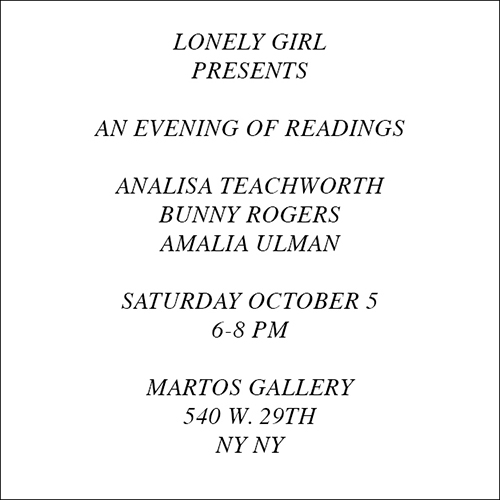 LONELY GIRL
PRESENTS
AN EVENING OF READINGS
ANALISA TEACHWORTH
BUNNY ROGERS
AMALIA ULMAN
SATURDAY OCTOBER 5
6-8 PM
MARTOS GALLERY
540 W. 29TH
NY NY